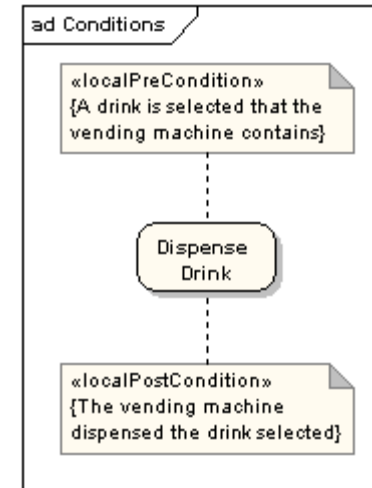 ad Conditions
«localPreCondition»
{A drink is selected that the
vending machine contains}
Dispense
Drink
«localPostCondition»
{The vending machine
dispensed the drink selected}